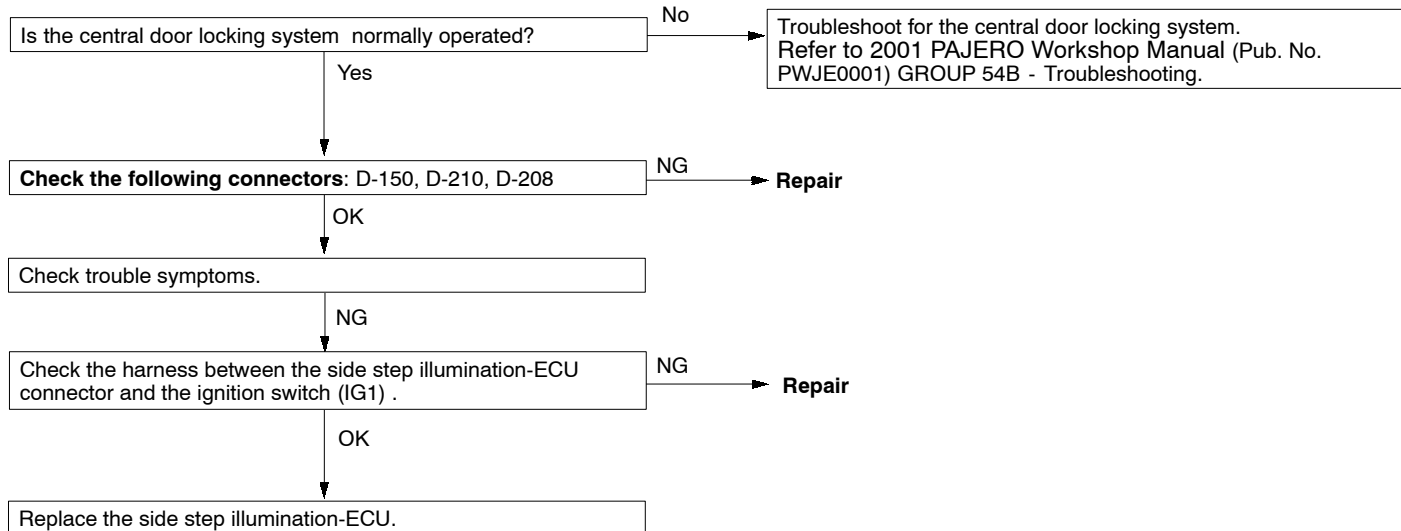 Is the central door locking system normally operated?
No
Troubleshoot for the central door locking system.
Refer to 2001 PAJERO Workshop Manual (Pub. No.
PWJE0001) GROUP 54B - Troubleshooting.
Yes
Check the following connectors: D-150, D-210, D-208
NG
Repair
OK
Check trouble symptoms.
NG
Check the harness between the side step illumination-ECU
connector and the ignition switch (IG1) .
NG
Repair
OK
Replace the side step illumination-ECU.